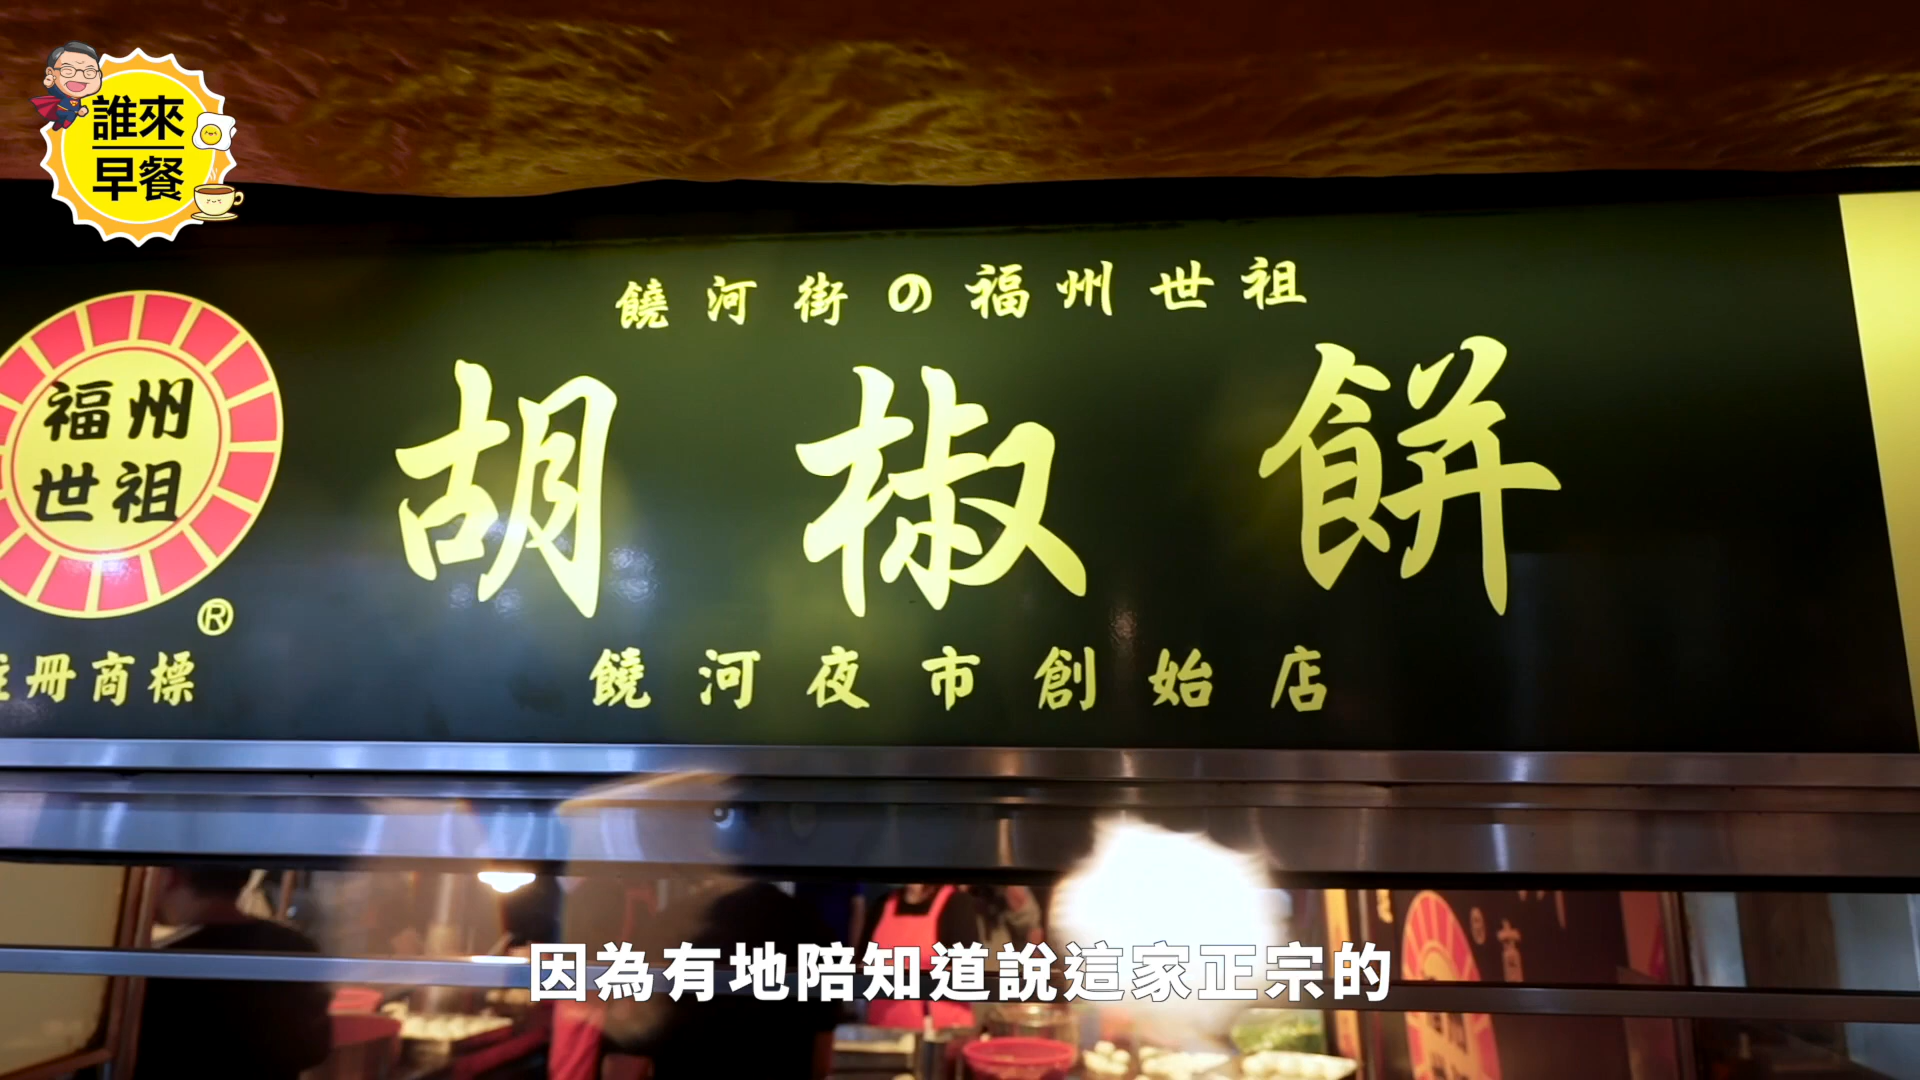 誰來
早餐
饒河街の福州世祖
福州
世祖
胡椒餅
®
註冊商標
饒河夜市創始店
因為有地陪知道說這家正宗的